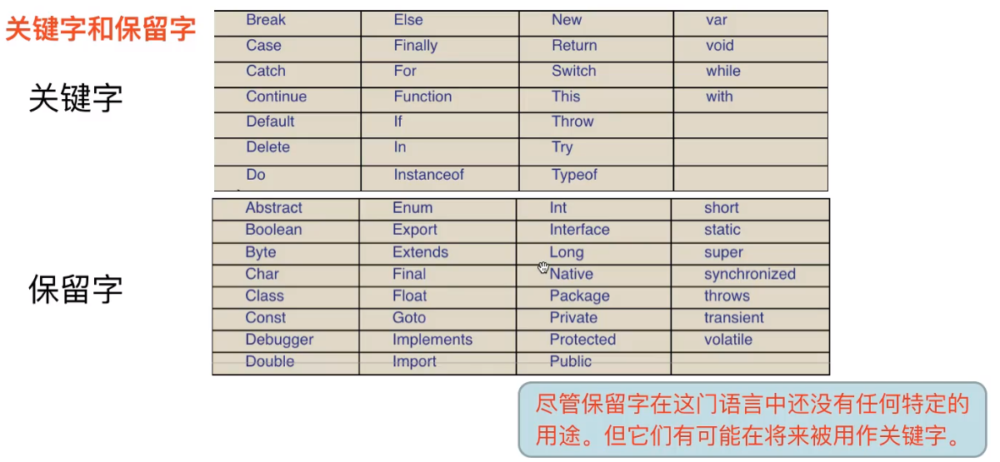 关键字和保留字
关键字
Break Else New var
Case Finally Return void
Catch For Switch while
Continue Function This with
Default If Throw
Delete In Try
Do Instanceof Typeof
保留字
Abstract Enum Int short
Boolean Export Interface static
Byte Extends Long super
Char Final Native synchronized
Class Float Package throws
Const Goto Private transient
Debugger Implements Protected volatile
Double Import Public
尽管保留字在这门语言中还没有任何特定的
用途。但它们有可能在将来被用作关键字。